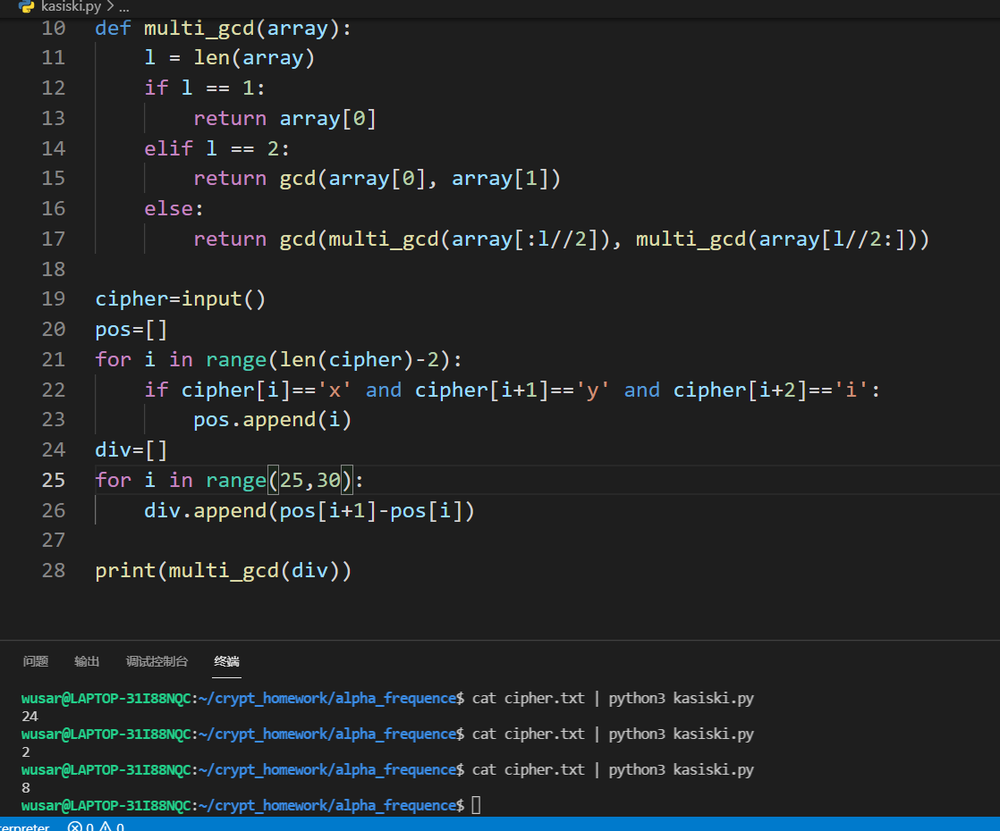 kasiski.py > ...
10 def multi_gcd(array):
11     l = len(array)
12     if l == 1:
13         return array[0]
14     elif l == 2:
15         return gcd(array[0], array[1])
16     else:
17         return gcd(multi_gcd(array[:l//2]), multi_gcd(array[l//2:]))
18
19 cipher=input()
20 pos=[]
21 for i in range(len(cipher)-2):
22     if cipher[i]=='x' and cipher[i+1]=='y' and cipher[i+2]=='i':
23         pos.append(i)
24 div=[]
25 for i in range(25,30):
26     div.append(pos[i+1]-pos[i])
27
28 print(multi_gcd(div))
问题 输出 调试控制台 终端
wusar@LAPTOP-31I88NQC:~/crypt_homework/alpha_frequence$ cat cipher.txt | python3 kasiski.py
24
wusar@LAPTOP-31I88NQC:~/crypt_homework/alpha_frequence$ cat cipher.txt | python3 kasiski.py
2
wusar@LAPTOP-31I88NQC:~/crypt_homework/alpha_frequence$ cat cipher.txt | python3 kasiski.py
8
wusar@LAPTOP-31I88NQC:~/crypt_homework/alpha_frequence$
erpreter 0 0